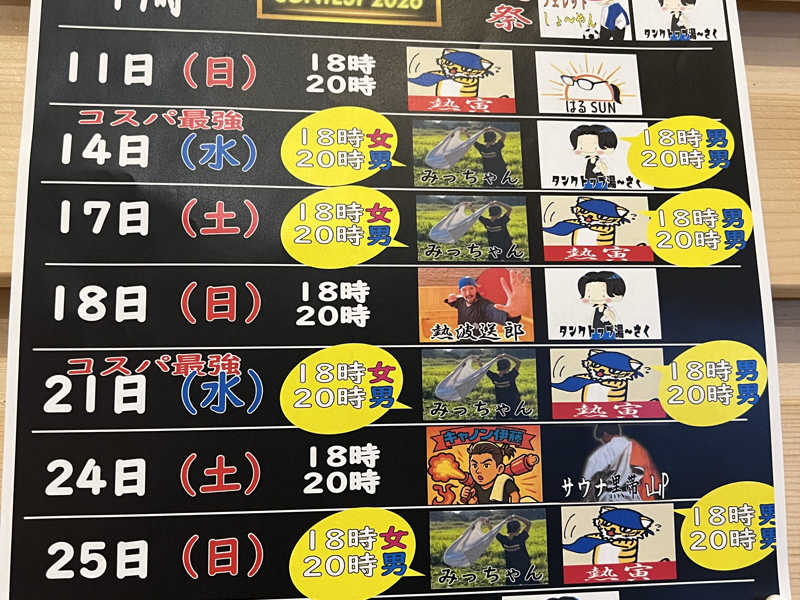 CONTEST 2026
祭
しょ〜やん
タンクトップ湯〜さく
11日（日）
18時
20時
熱寅
はるSUN
コスパ最強
14日（水）
18時女
20時男
みっちゃん
タンクトップ湯〜さく
18時男
20時男
17日（土）
18時女
20時男
みっちゃん
熱寅
18時男
20時男
18日（日）
18時
20時
熱波送郎
タンクトップ湯〜さく
コスパ最強
21日（水）
18時女
20時男
みっちゃん
熱寅
18時男
20時男
24日（土）
18時
20時
キャノン伊藤
サウナ黒帯山P
25日（日）
18時女
20時男
みっちゃん
熱寅
18時男
20時男